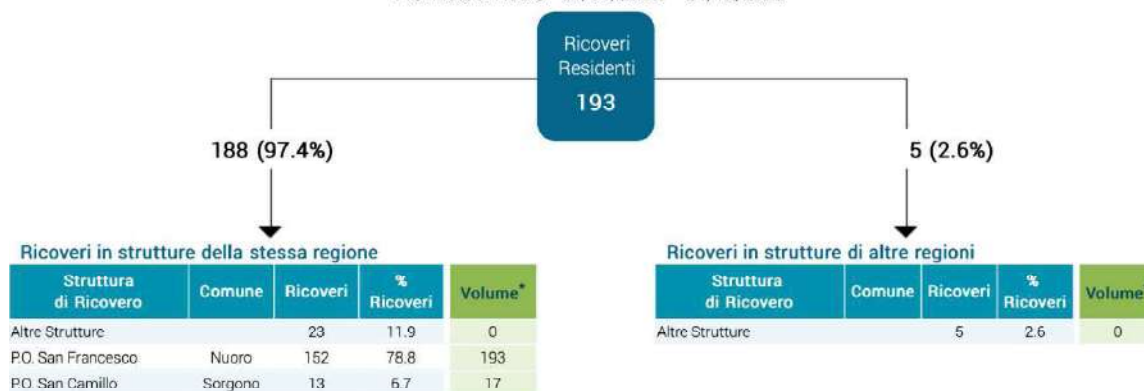 Ricoveri
Residenti
193
188 (97.4%)
5 (2.6%)
Ricoveri in strutture della stessa regione
Struttura di Ricovero Comune Ricoveri % Ricoveri Volume*
Altre Strutture 23 11.9 0
P.O. San Francesco Nuoro 152 78.8 193
P.O. San Camillo Sorgono 13 6.7 17
Ricoveri in strutture di altre regioni
Struttura di Ricovero Comune Ricoveri % Ricoveri Volume
Altre Strutture 5 2.6 0